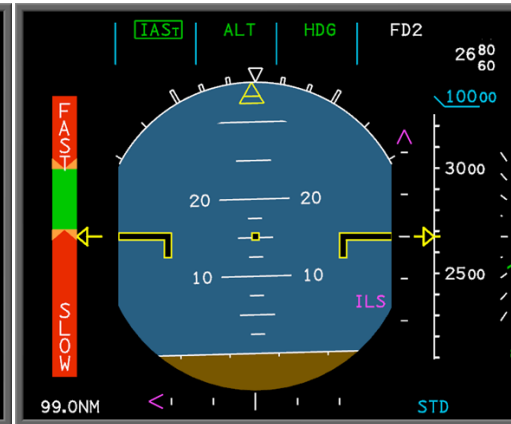 IAST ALT HDG FD2
2680
60
10000
FAST
3000
20 20
10 10
2500
ILS
SLOW
99.0NM
STD